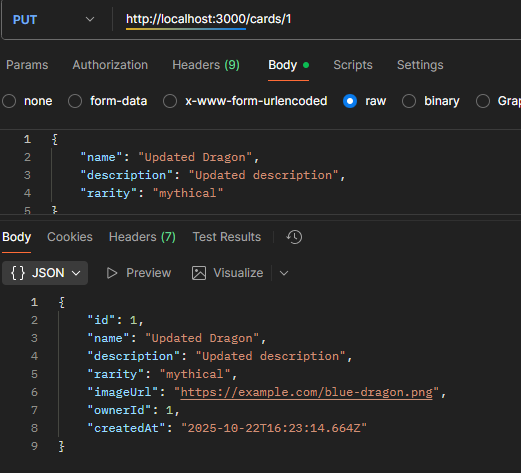 PUT http://localhost:3000/cards/1
Params Authorization Headers (9) Body Scripts Settings
none form-data x-www-form-urlencoded raw binary Grap
1 {
2 "name": "Updated Dragon",
3 "description": "Updated description",
4 "rarity": "mythical"
5 }
Body Cookies Headers (7) Test Results
{} JSON Preview Visualize
1 {
2 "id": 1,
3 "name": "Updated Dragon",
4 "description": "Updated description",
5 "rarity": "mythical",
6 "imageUrl": "https://example.com/blue-dragon.png",
7 "ownerId": 1,
8 "createdAt": "2025-10-22T16:23:14.664Z"
9 }